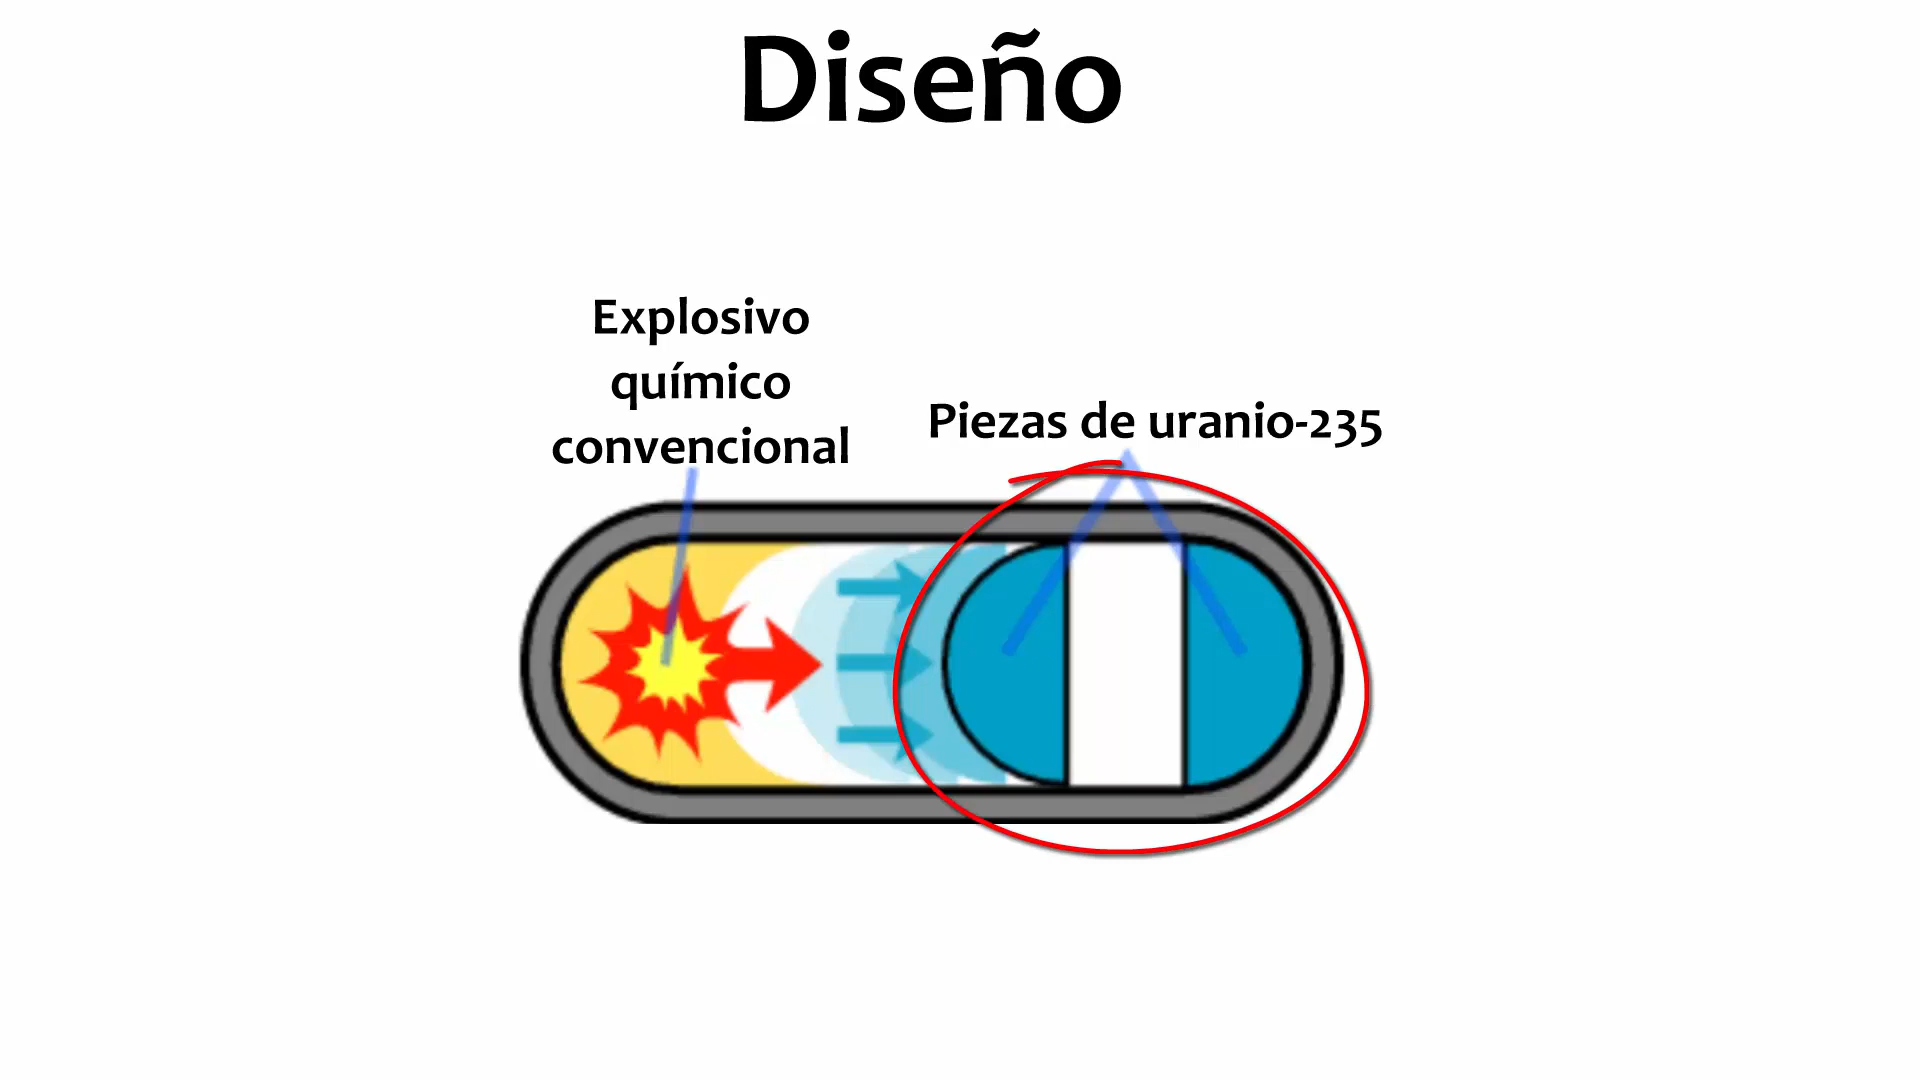 Diseño
Explosivo
químico
convencional
Piezas de uranio-235